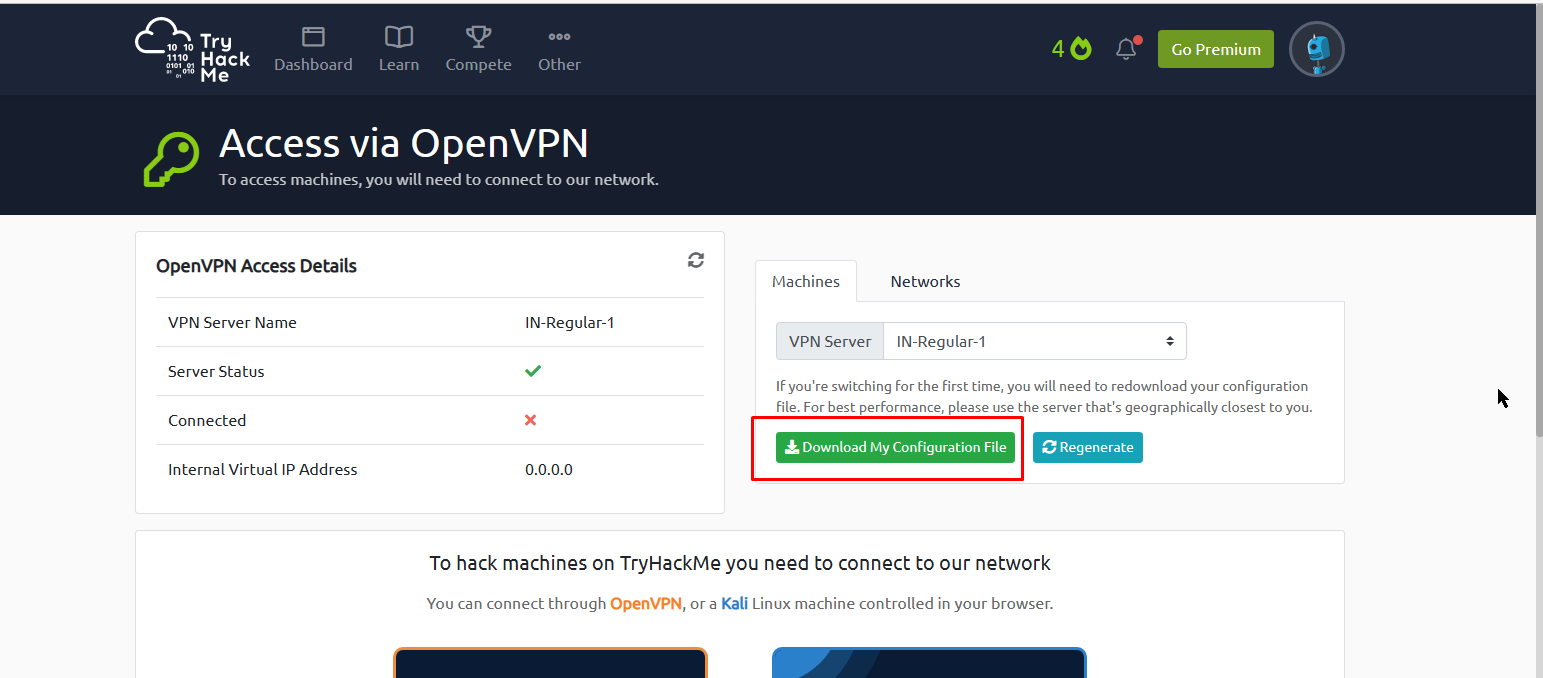 10 10
1110
0101 01
01 010
01
Try
Hack
Me
Dashboard
Learn
Compete
Other
4
Go Premium
Access via OpenVPN
To access machines, you will need to connect to our network.
OpenVPN Access Details
VPN Server Name IN-Regular-1
Server Status
Connected
Internal Virtual IP Address 0.0.0.0
Machines Networks
VPN Server IN-Regular-1
If you're switching for the first time, you will need to redownload your configuration
file. For best performance, please use the server that's geographically closest to you.
Download My Configuration File Regenerate
To hack machines on TryHackMe you need to connect to our network
You can connect through OpenVPN, or a Kali Linux machine controlled in your browser.